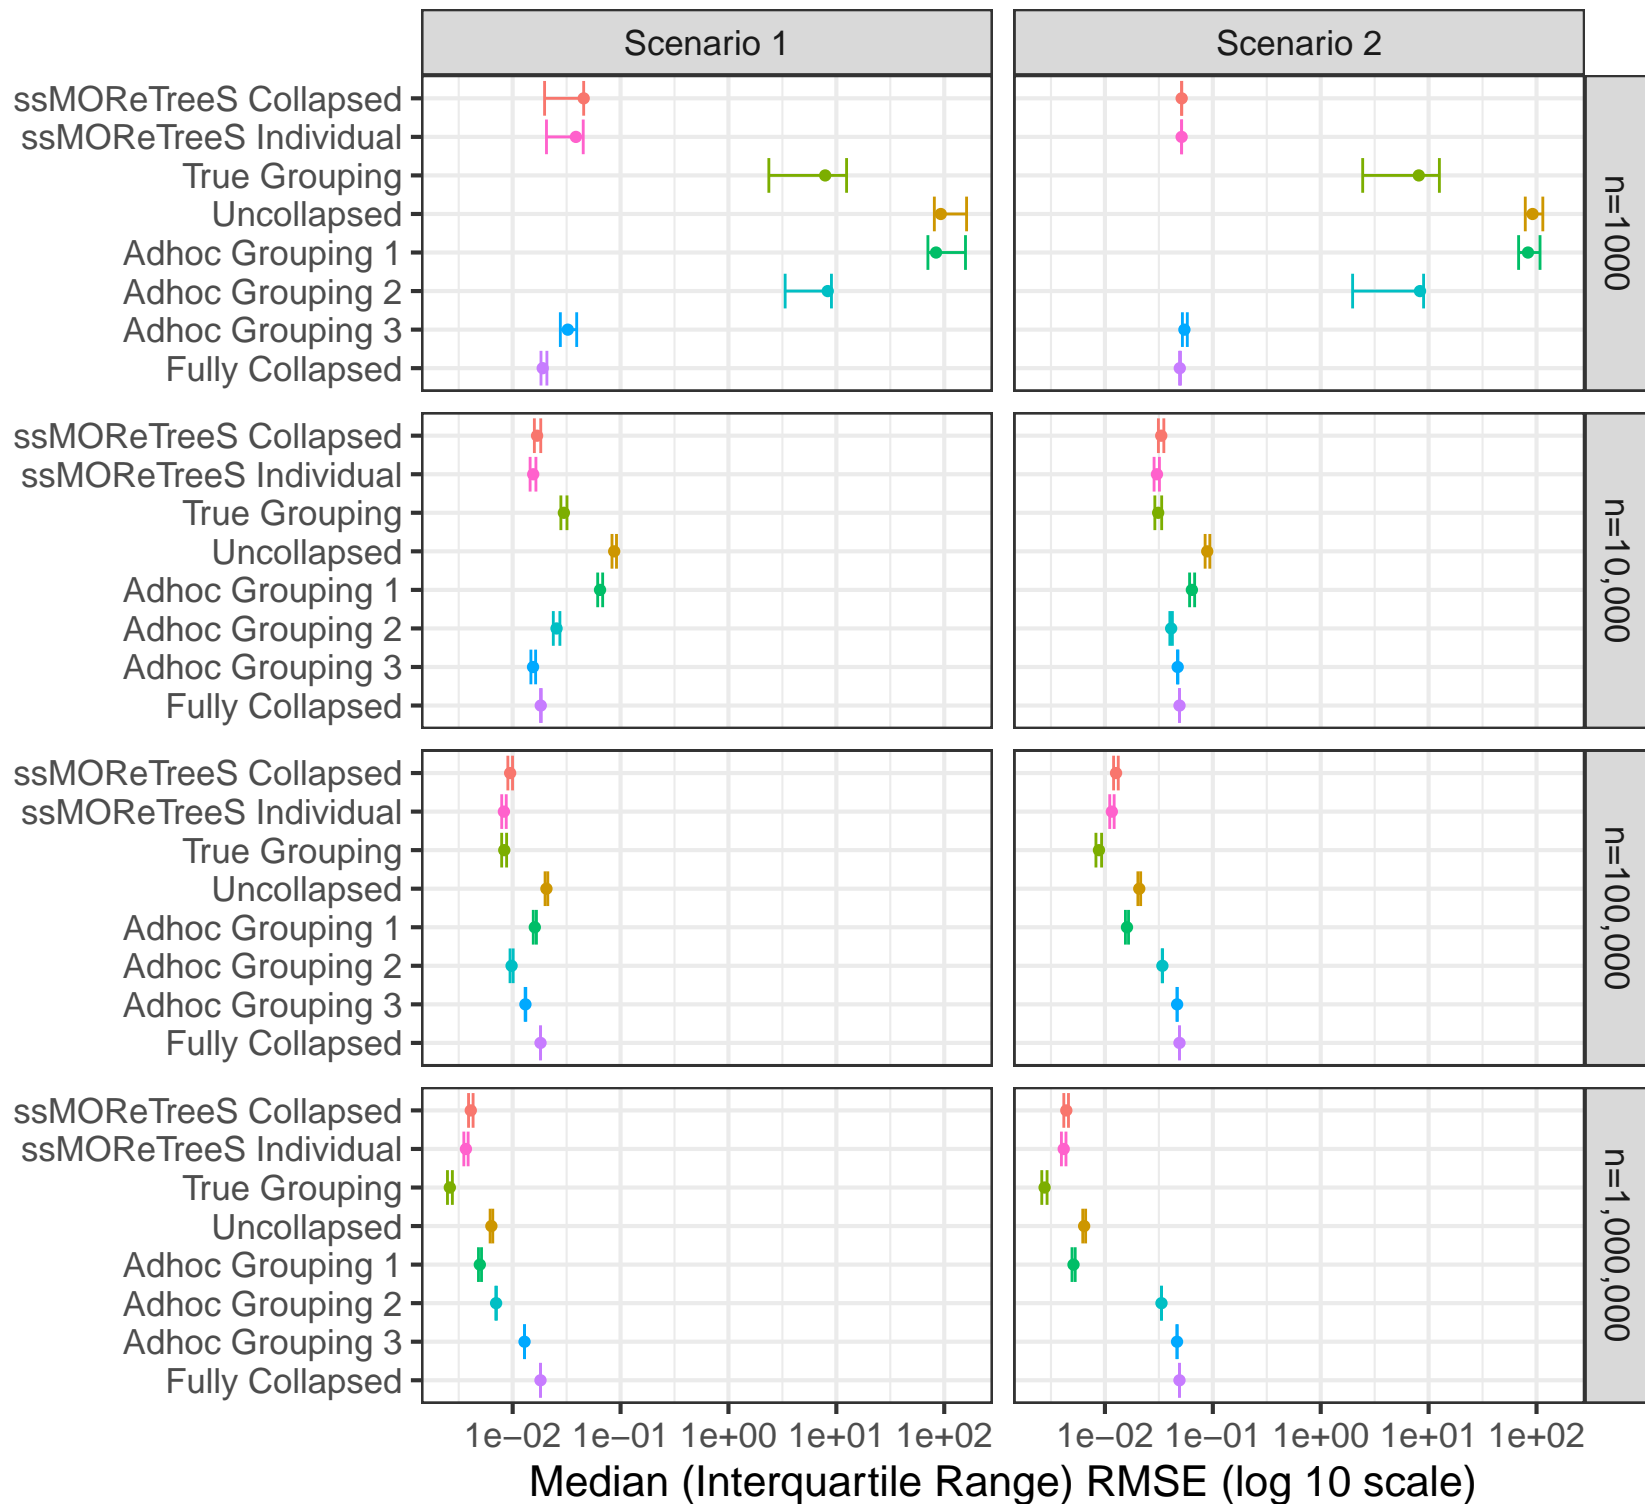 Scenario 1
Scenario 2
ssMOReTreeS Collapsed
ssMOReTreeS Individual
True Grouping
Uncollapsed
Adhoc Grouping 1
Adhoc Grouping 2
Adhoc Grouping 3
Fully Collapsed
n=1000
ssMOReTreeS Collapsed
ssMOReTreeS Individual
True Grouping
Uncollapsed
Adhoc Grouping 1
Adhoc Grouping 2
Adhoc Grouping 3
Fully Collapsed
n=10,000
ssMOReTreeS Collapsed
ssMOReTreeS Individual
True Grouping
Uncollapsed
Adhoc Grouping 1
Adhoc Grouping 2
Adhoc Grouping 3
Fully Collapsed
n=100,000
ssMOReTreeS Collapsed
ssMOReTreeS Individual
True Grouping
Uncollapsed
Adhoc Grouping 1
Adhoc Grouping 2
Adhoc Grouping 3
Fully Collapsed
n=1,000,000
1e−02 1e−01 1e+00 1e+01 1e+02
1e−02 1e−01 1e+00 1e+01 1e+02
Median (Interquartile Range) RMSE (log 10 scale)